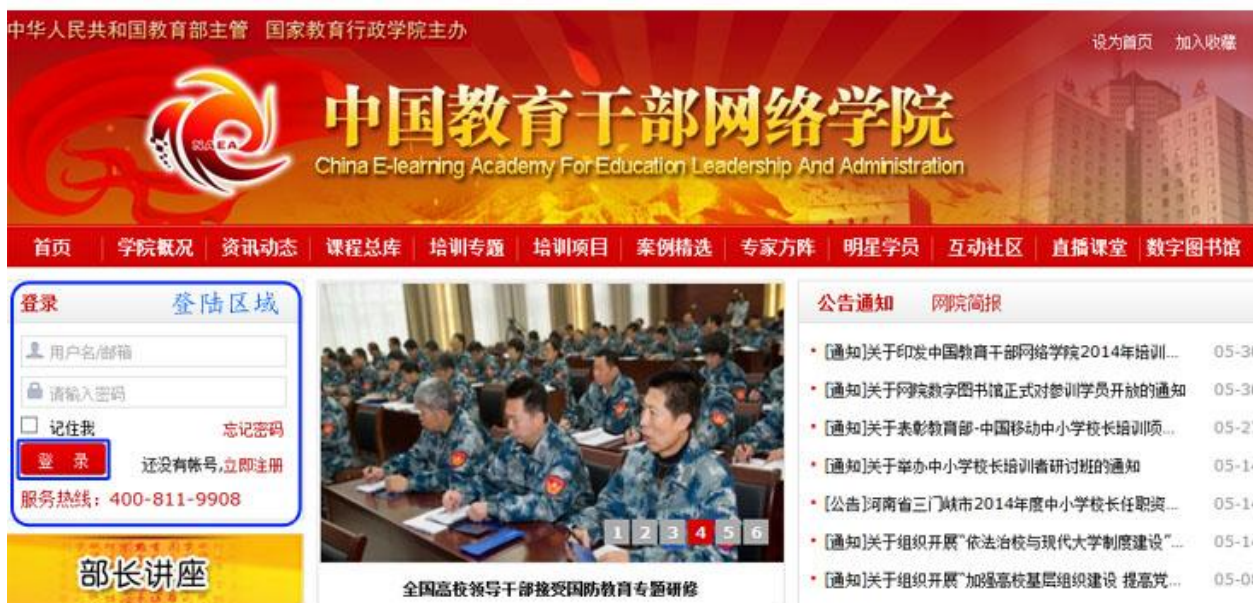 中华人民共和国教育部主管 国家教育行政学院主办
设为首页 加入收藏
NAEA
中国教育干部网络学院
China E-learning Academy For Education Leadership And Administration
首页 学院概况 资讯动态 课程总库 培训专题 培训项目 案例精选 专家方阵 明星学员 互动社区 直播课堂 数字图书馆
登录 登陆区域
用户名/邮箱
请输入密码
记住我 忘记密码
登 录 还没有帐号,立即注册
服务热线：400-811-9908
部长讲座
1 2 3 4 5 6
全国高校领导干部接受国防教育专题研修
公告通知 网院简报
[通知]关于印发中国教育干部网络学院2014年培训... 05-3
[通知]关于网院数字图书馆正式对参训学员开放的通知 05-3
[通知]关于表彰教育部-中国移动中小学校长培训项... 05-2
[通知]关于举办中小学校长培训者研讨班的通知 05-1
[公告]河南省三门峡市2014年度中小学校长任职资... 05-1
[通知]关于组织开展“依法治校与现代大学制度建设”... 05-1
[通知]关于组织开展“加强高校基层组织建设 提高党... 05-0